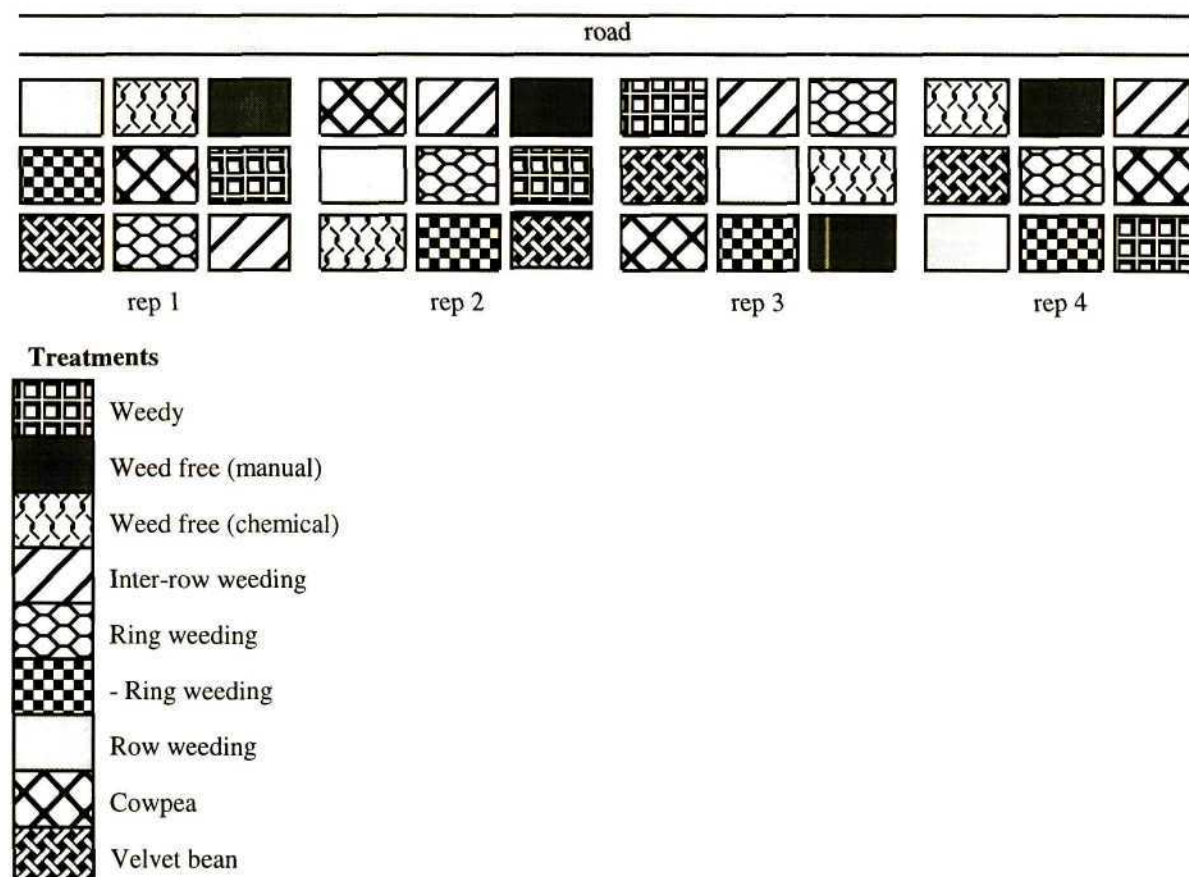 road
rep 1 rep 2 rep 3 rep 4
Treatments
Weedy
Weed free (manual)
Weed free (chemical)
Inter-row weeding
Ring weeding
- Ring weeding
Row weeding
Cowpea
Velvet bean